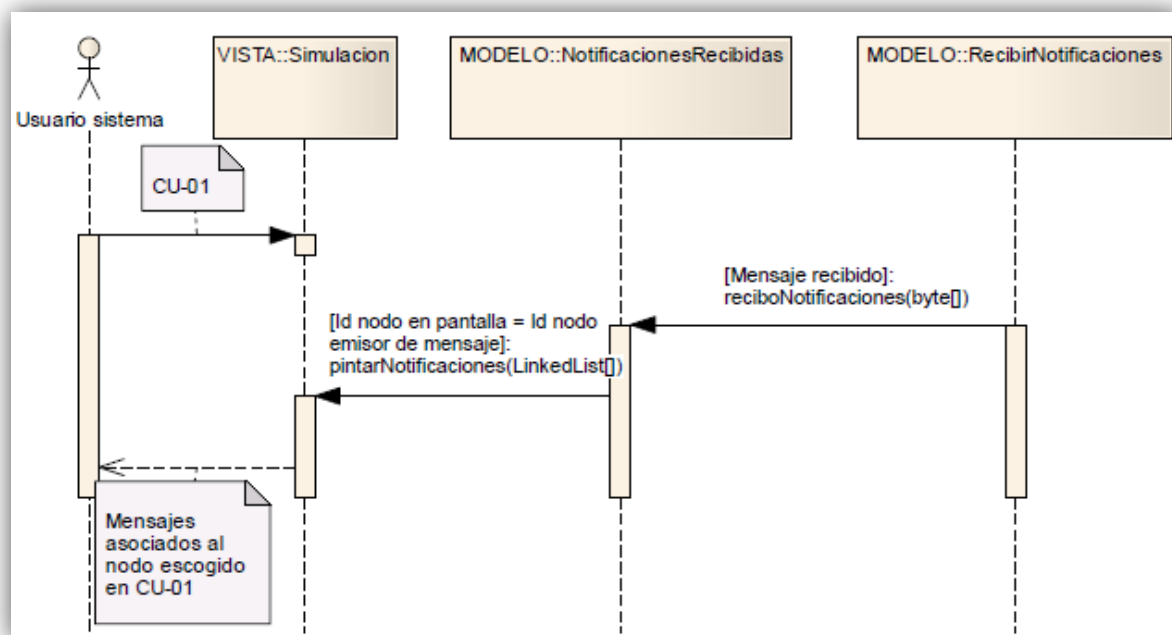 VISTA::Simulacion
MODELO::NotificacionesRecibidas
MODELO::RecibirNotificaciones
Usuario sistema
CU-01
[Mensaje recibido]:
reciboNotificaciones(byte[])
[Id nodo en pantalla = Id nodo
emisor de mensaje]:
pintarNotificaciones(LinkedList[])
Mensajes
asociados al
nodo escogido
en CU-01